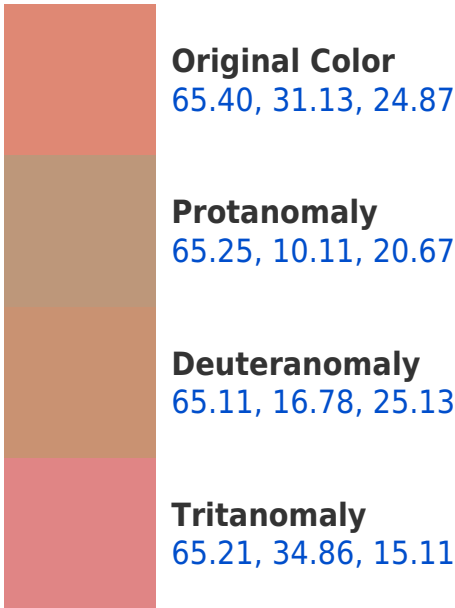 Original Color
65.40, 31.13, 24.87
Protanomaly
65.25, 10.11, 20.67
Deuteranomaly
65.11, 16.78, 25.13
Tritanomaly
65.21, 34.86, 15.11